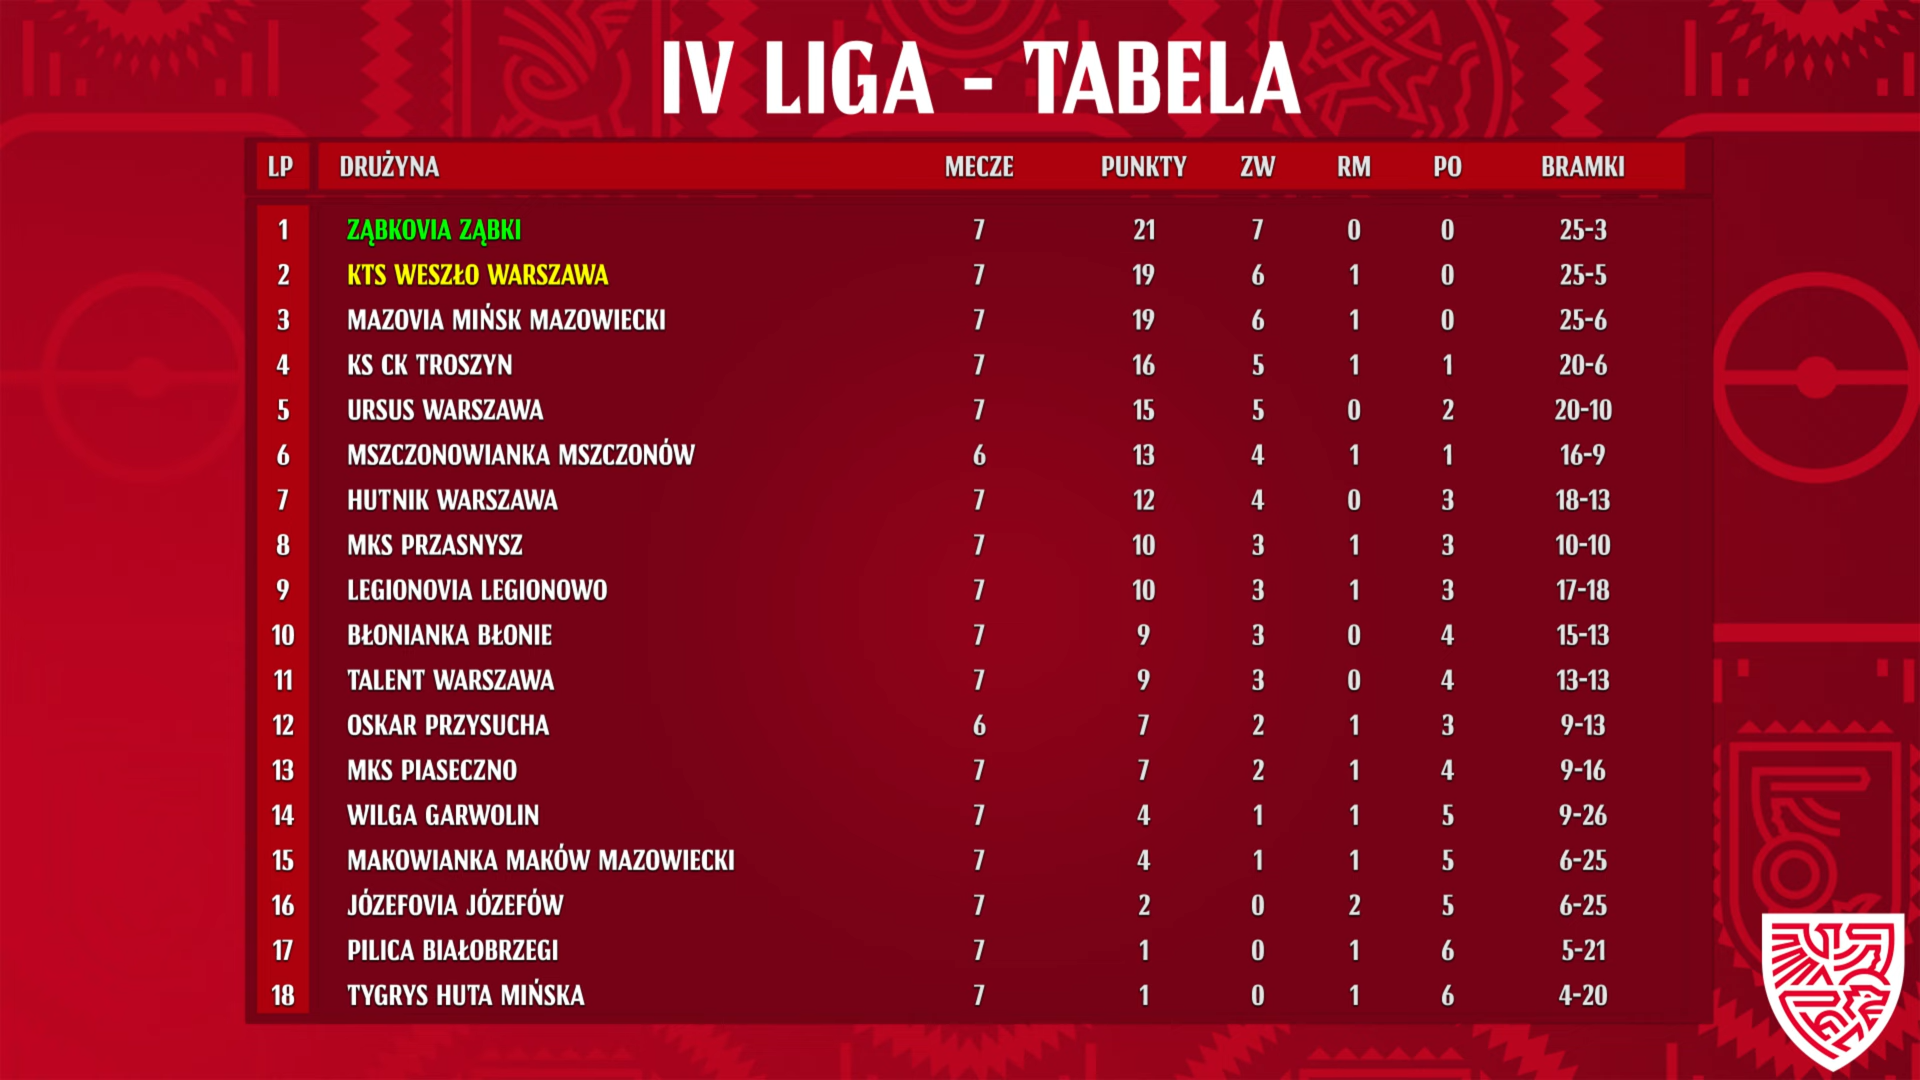 IV LIGA - TABELA
LP DRUŻYNA MECZE PUNKTY ZW RM PO BRAMKI
1 ZĄBKOVIA ZĄBKI 7 21 7 0 0 25-3
2 KTS WESZŁO WARSZAWA 7 19 6 1 0 25-5
3 MAZOVIA MIŃSK MAZOWIECKI 7 19 6 1 0 25-6
4 KS CK TROSZYN 7 16 5 1 1 20-6
5 URSUS WARSZAWA 7 15 5 0 2 20-10
6 MSZCZONOWIANKA MSZCZONÓW 6 13 4 1 1 16-9
7 HUTNIK WARSZAWA 7 12 4 0 3 18-13
8 MKS PRZASNYSZ 7 10 3 1 3 10-10
9 LEGIONOVIA LEGIONOWO 7 10 3 1 3 17-18
10 BŁONIANKA BŁONIE 7 9 3 0 4 15-13
11 TALENT WARSZAWA 7 9 3 0 4 13-13
12 OSKAR PRZYSUCHA 6 7 2 1 3 9-13
13 MKS PIASECZNO 7 7 2 1 4 9-16
14 WILGA GARWOLIN 7 4 1 1 5 9-26
15 MAKOWIANKA MAKÓW MAZOWIECKI 7 4 1 1 5 6-25
16 JÓZEFOVIA JÓZEFÓW 7 2 0 2 5 6-25
17 PILICA BIAŁOBRZEGI 7 1 0 1 6 5-21
18 TYGRYS HUTA MIŃSKA 7 1 0 1 6 4-20